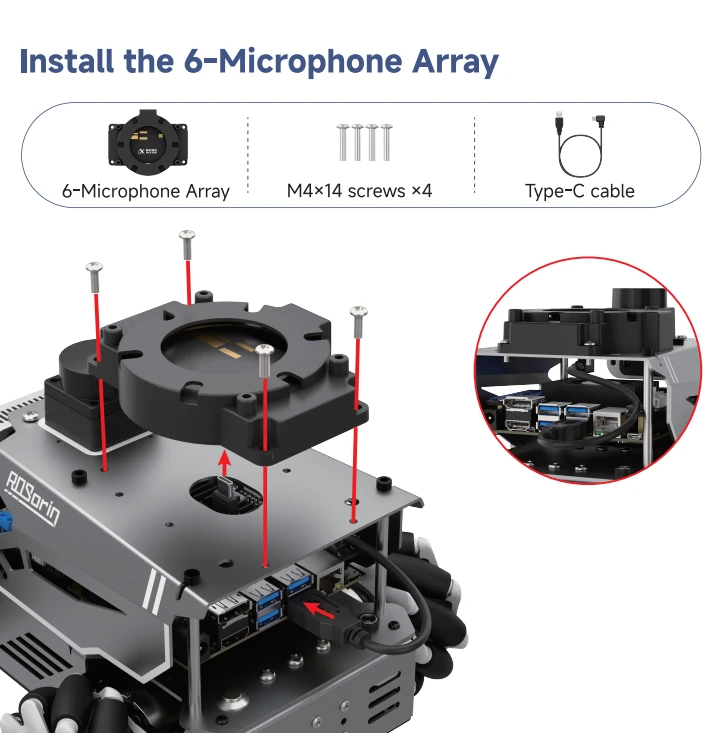 Install the 6-Microphone Array
6-Microphone Array
M4×14 screws ×4
Type-C cable
ROSorin